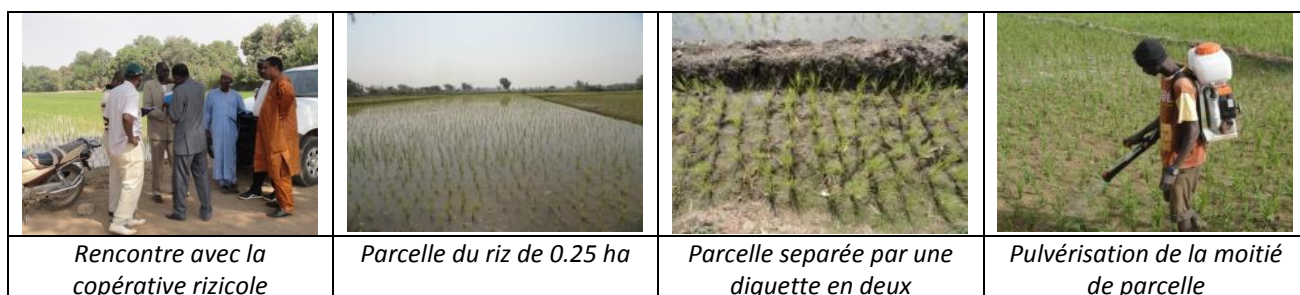 Rencontre avec la
copérative rizicole
Parcelle du riz de 0.25 ha
Parcelle separée par une
diguette en deux
Pulvérisation de la moitié
de parcelle